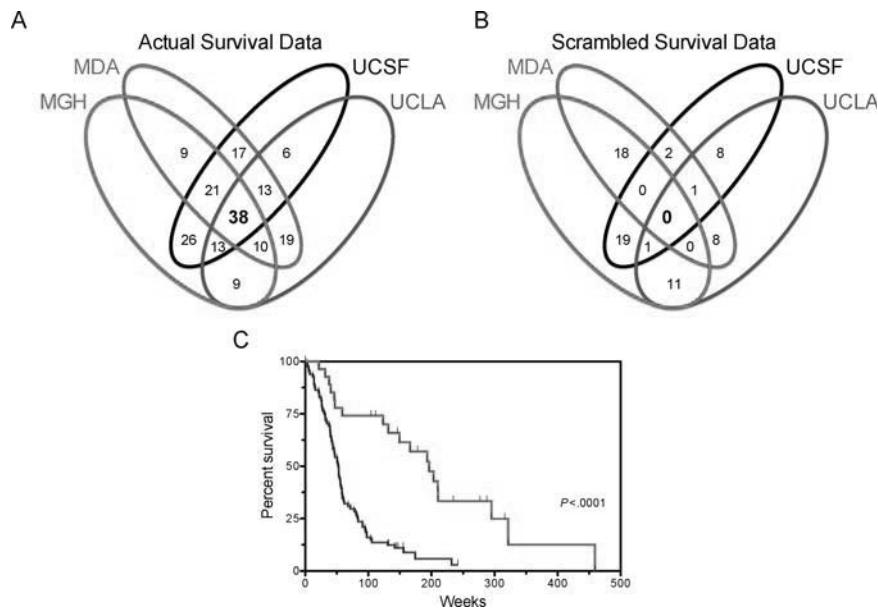 A
Actual Survival Data
MDA
UCSF
MGH
UCLA
9
17
6
21
13
38
26
13
10
19
9
B
Scrambled Survival Data
MDA
UCSF
MGH
UCLA
18
2
8
0
1
0
19
1
0
8
11
C
100
75
50
25
0
Percent survival
P<.0001
0 100 200 300 400 500
Weeks